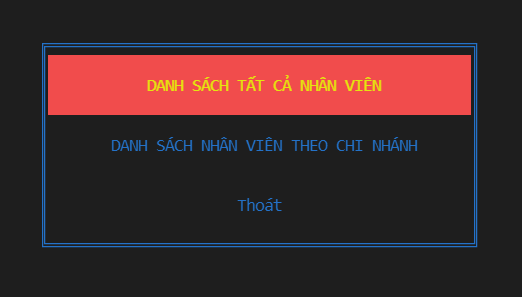 DANH SÁCH TẤT CẢ NHÂN VIÊN
DANH SÁCH NHÂN VIÊN THEO CHI NHÁNH
Thoát